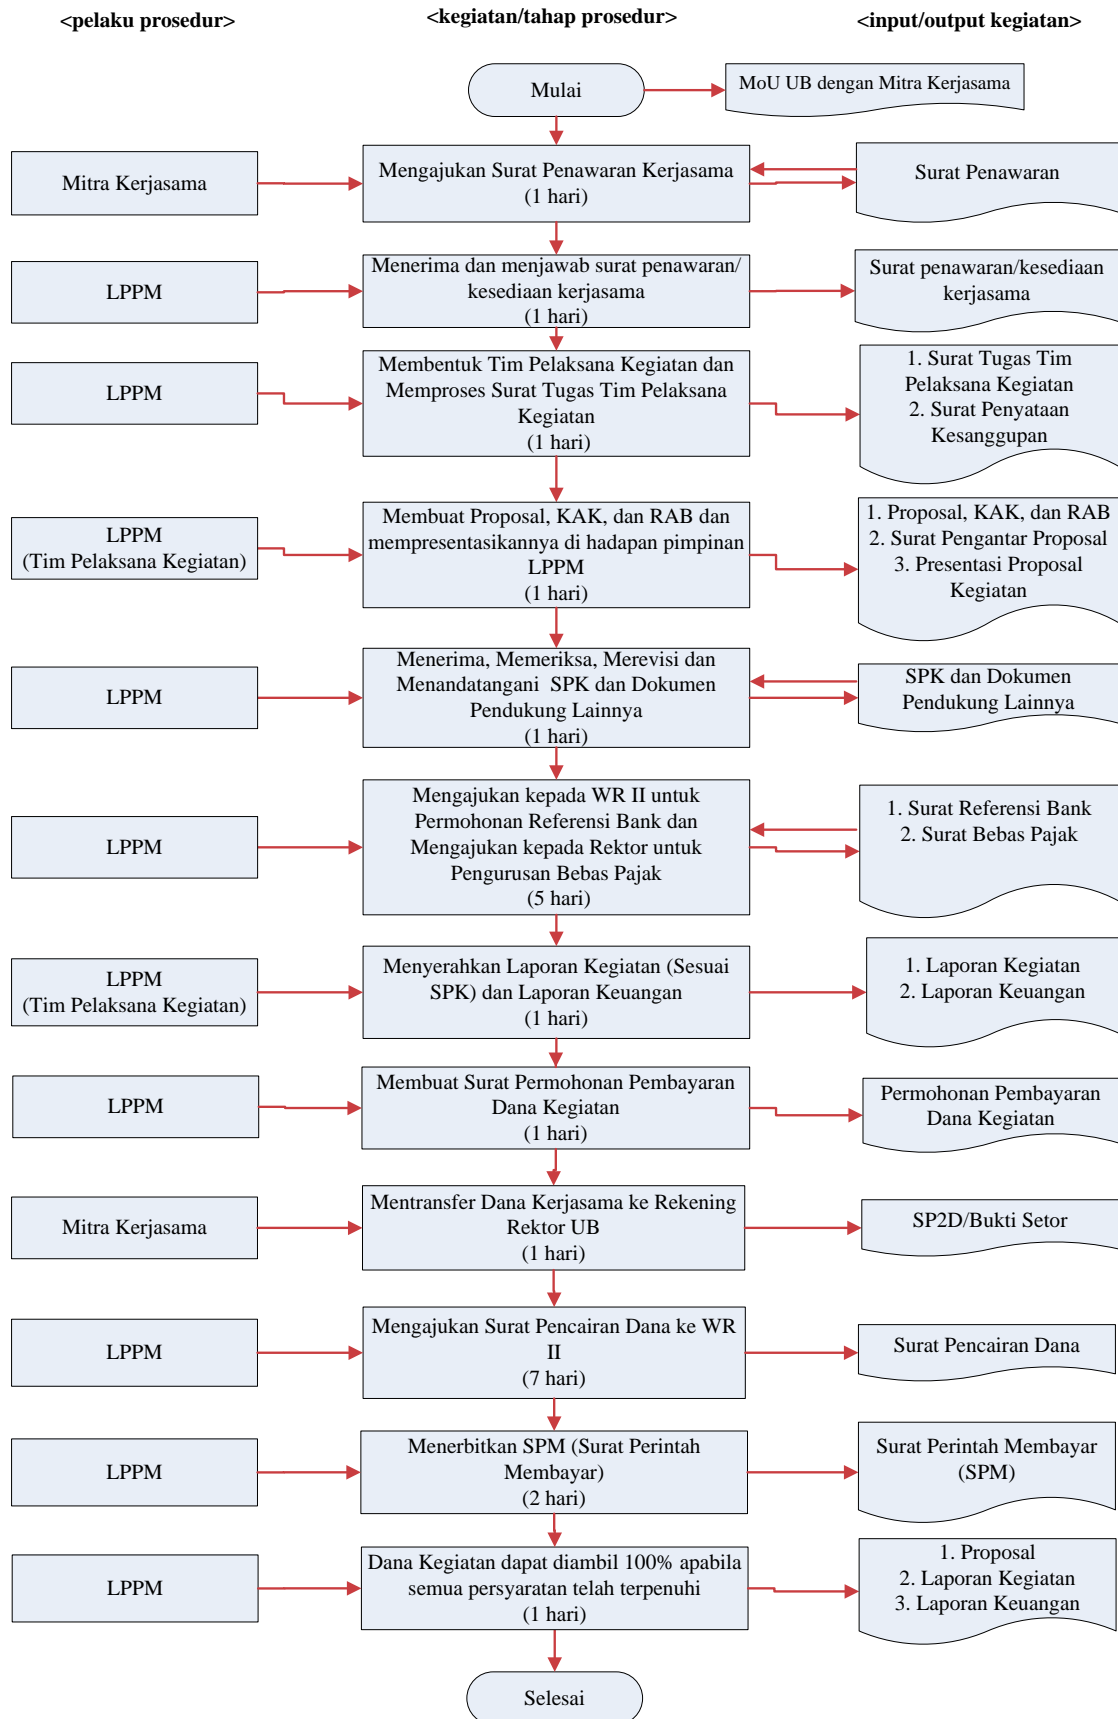 <pelaku prosedur>
<kegiatan/tahap prosedur>
<input/output kegiatan>
Mulai
MoU UB dengan Mitra Kerjasama
Mitra Kerjasama
Mengajukan Surat Penawaran Kerjasama
(1 hari)
Surat Penawaran
LPPM
Menerima dan menjawab surat penawaran/
kesediaan kerjasama
(1 hari)
Surat penawaran/kesediaan
kerjasama
LPPM
Membentuk Tim Pelaksana Kegiatan dan
Memproses Surat Tugas Tim Pelaksana
Kegiatan
(1 hari)
1. Surat Tugas Tim
Pelaksana Kegiatan
2. Surat Penyataan
Kesanggupan
LPPM
(Tim Pelaksana Kegiatan)
Membuat Proposal, KAK, dan RAB dan
mempresentasikannya di hadapan pimpinan
LPPM
(1 hari)
1. Proposal, KAK, dan RAB
2. Surat Pengantar Proposal
3. Presentasi Proposal
Kegiatan
LPPM
Menerima, Memeriksa, Merevisi dan
Menandatangani SPK dan Dokumen
Pendukung Lainnya
(1 hari)
SPK dan Dokumen
Pendukung Lainnya
LPPM
Mengajukan kepada WR II untuk
Permohonan Referensi Bank dan
Mengajukan kepada Rektor untuk
Pengurusan Bebas Pajak
(5 hari)
1. Surat Referensi Bank
2. Surat Bebas Pajak
LPPM
(Tim Pelaksana Kegiatan)
Menyerahkan Laporan Kegiatan (Sesuai
SPK) dan Laporan Keuangan
(1 hari)
1. Laporan Kegiatan
2. Laporan Keuangan
LPPM
Membuat Surat Permohonan Pembayaran
Dana Kegiatan
(1 hari)
Permohonan Pembayaran
Dana Kegiatan
Mitra Kerjasama
Mentransfer Dana Kerjasama ke Rekening
Rektor UB
(1 hari)
SP2D/Bukti Setor
LPPM
Mengajukan Surat Pencairan Dana ke WR
II
(7 hari)
Surat Pencairan Dana
LPPM
Menerbitkan SPM (Surat Perintah
Membayar)
(2 hari)
Surat Perintah Membayar
(SPM)
LPPM
Dana Kegiatan dapat diambil 100% apabila
semua persyaratan telah terpenuhi
(1 hari)
1. Proposal
2. Laporan Kegiatan
3. Laporan Keuangan
Selesai